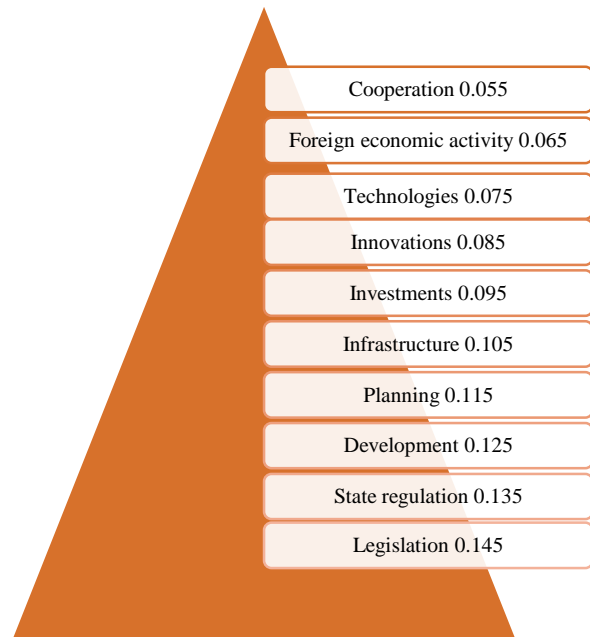 Cooperation 0.055
Foreign economic activity 0.065
Technologies 0.075
Innovations 0.085
Investments 0.095
Infrastructure 0.105
Planning 0.115
Development 0.125
State regulation 0.135
Legislation 0.145